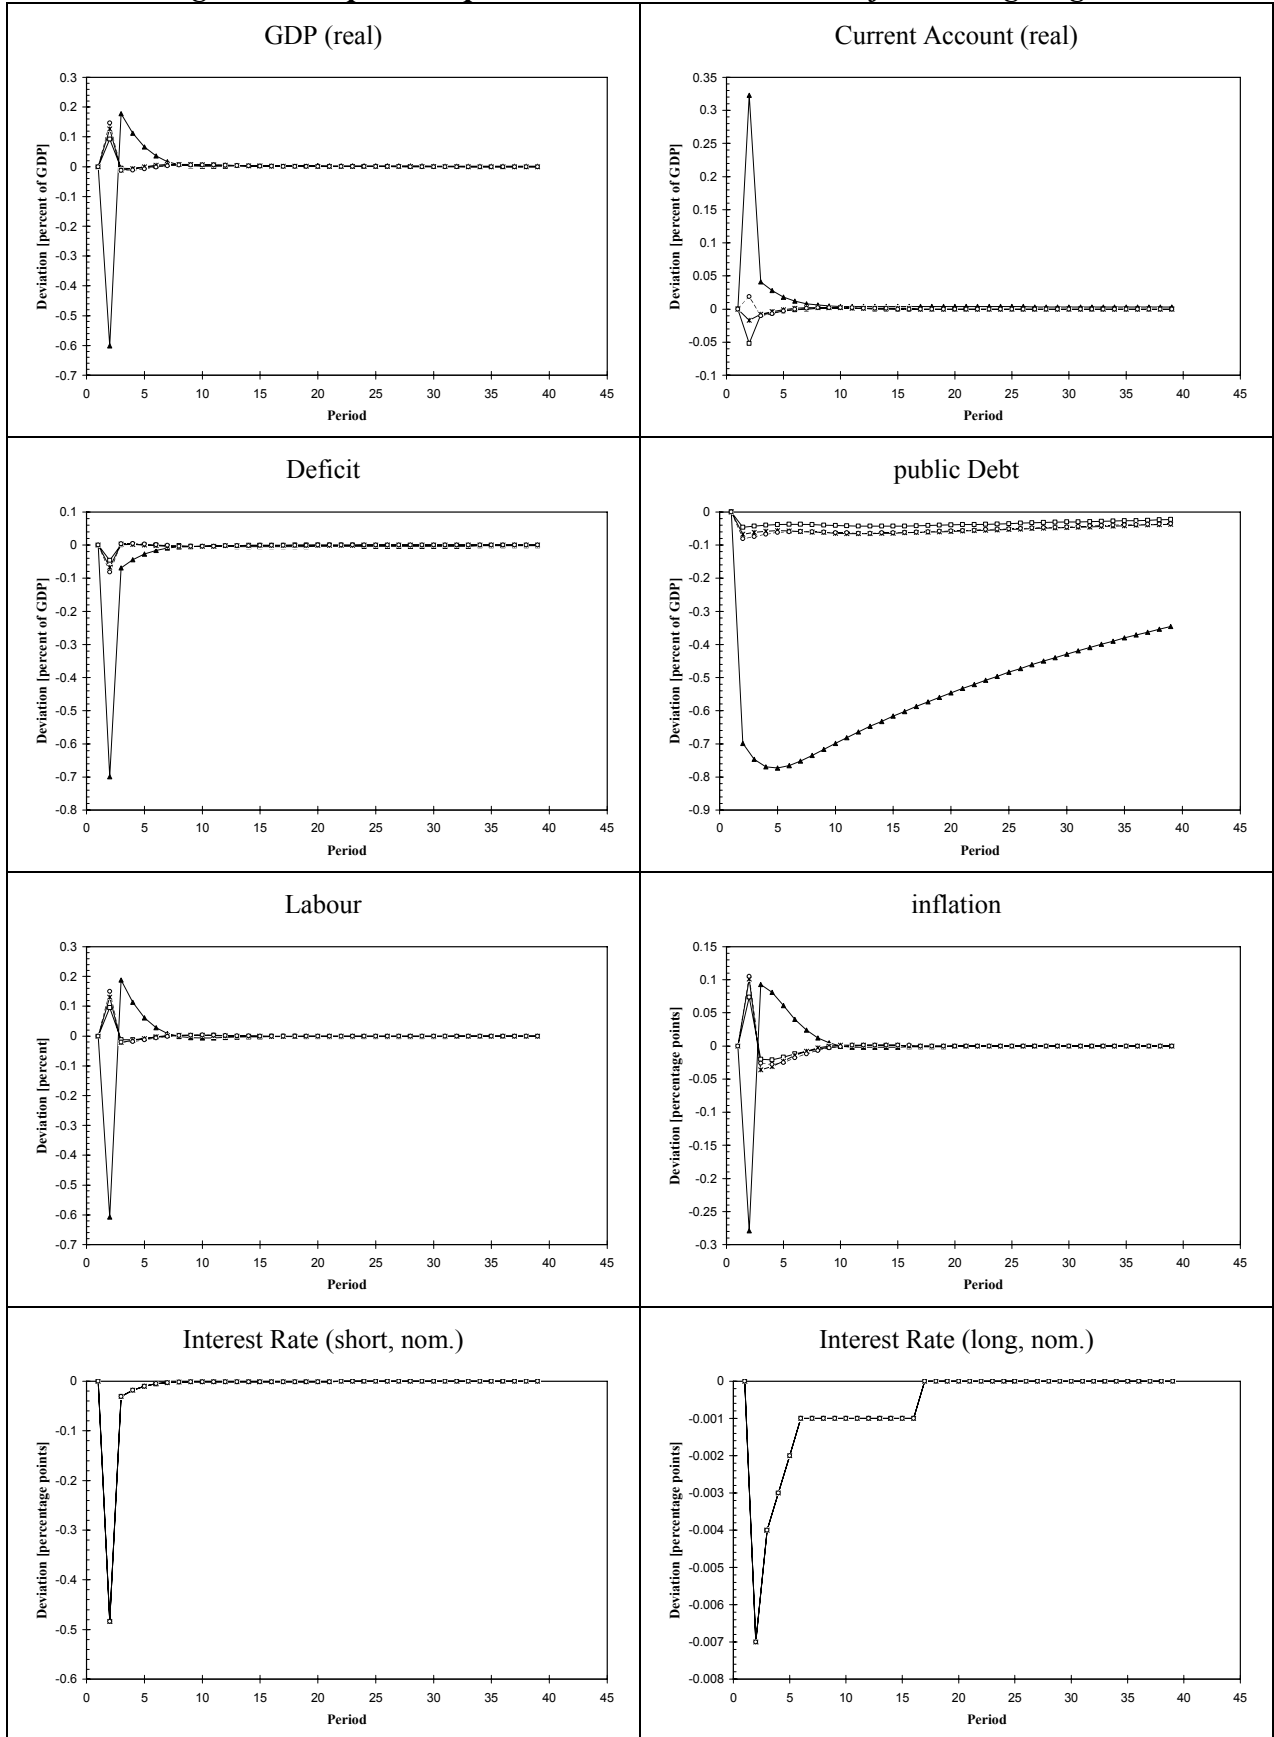 GDP (real)
0.3
0.2
0.1
0
-0.1
-0.2
-0.3
-0.4
-0.5
-0.6
-0.7
Deviation [percent of GDP]
0 5 10 15 20 25 30 35 40 45
Period
Current Account (real)
0.35
0.3
0.25
0.2
0.15
0.1
0.05
0
-0.05
-0.1
Deviation [percent of GDP]
0 5 10 15 20 25 30 35 40 45
Period
Deficit
0.1
0
-0.1
-0.2
-0.3
-0.4
-0.5
-0.6
-0.7
-0.8
Deviation [percent of GDP]
0 5 10 15 20 25 30 35 40 45
Period
public Debt
0
-0.1
-0.2
-0.3
-0.4
-0.5
-0.6
-0.7
-0.8
-0.9
Deviation [percent of GDP]
0 5 10 15 20 25 30 35 40 45
Period
Labour
0.3
0.2
0.1
0
-0.1
-0.2
-0.3
-0.4
-0.5
-0.6
-0.7
Deviation [percent]
0 5 10 15 20 25 30 35 40 45
Period
inflation
0.15
0.1
0.05
0
-0.05
-0.1
-0.15
-0.2
-0.25
-0.3
Deviation [percentage points]
0 5 10 15 20 25 30 35 40 45
Period
Interest Rate (short, nom.)
0
-0.1
-0.2
-0.3
-0.4
-0.5
-0.6
Deviation [percentage points]
0 5 10 15 20 25 30 35 40 45
Period
Interest Rate (long, nom.)
0
-0.001
-0.002
-0.003
-0.004
-0.005
-0.006
-0.007
-0.008
Deviation [percentage points]
0 5 10 15 20 25 30 35 40 45
Period